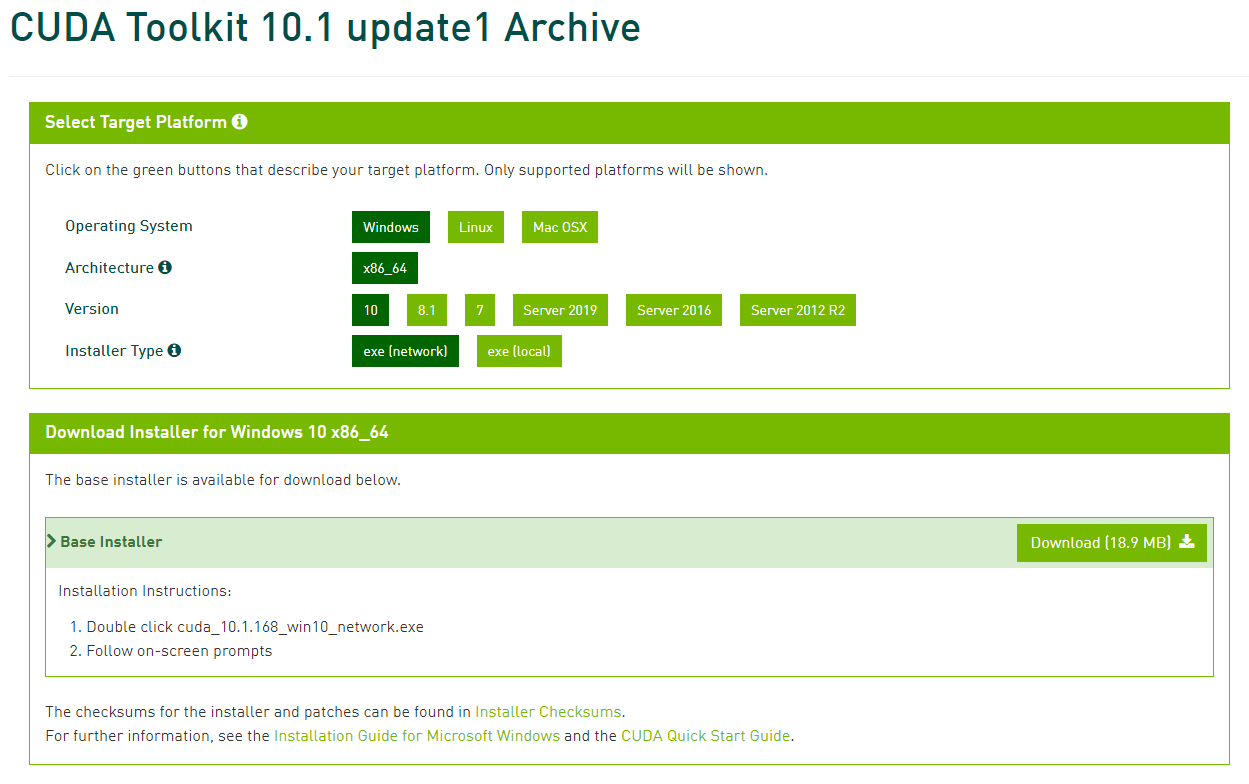 CUDA Toolkit 10.1 update1 Archive
Select Target Platform
Click on the green buttons that describe your target platform. Only supported platforms will be shown.
Operating System Windows Linux Mac OSX
Architecture x86_64
Version 10 8.1 7 Server 2019 Server 2016 Server 2012 R2
Installer Type exe (network) exe (local)
Download Installer for Windows 10 x86_64
The base installer is available for download below.
Base Installer Download (18.9 MB)
Installation Instructions:
1. Double click cuda_10.1.168_win10_network.exe
2. Follow on-screen prompts
The checksums for the installer and patches can be found in Installer Checksums.
For further information, see the Installation Guide for Microsoft Windows and the CUDA Quick Start Guide.